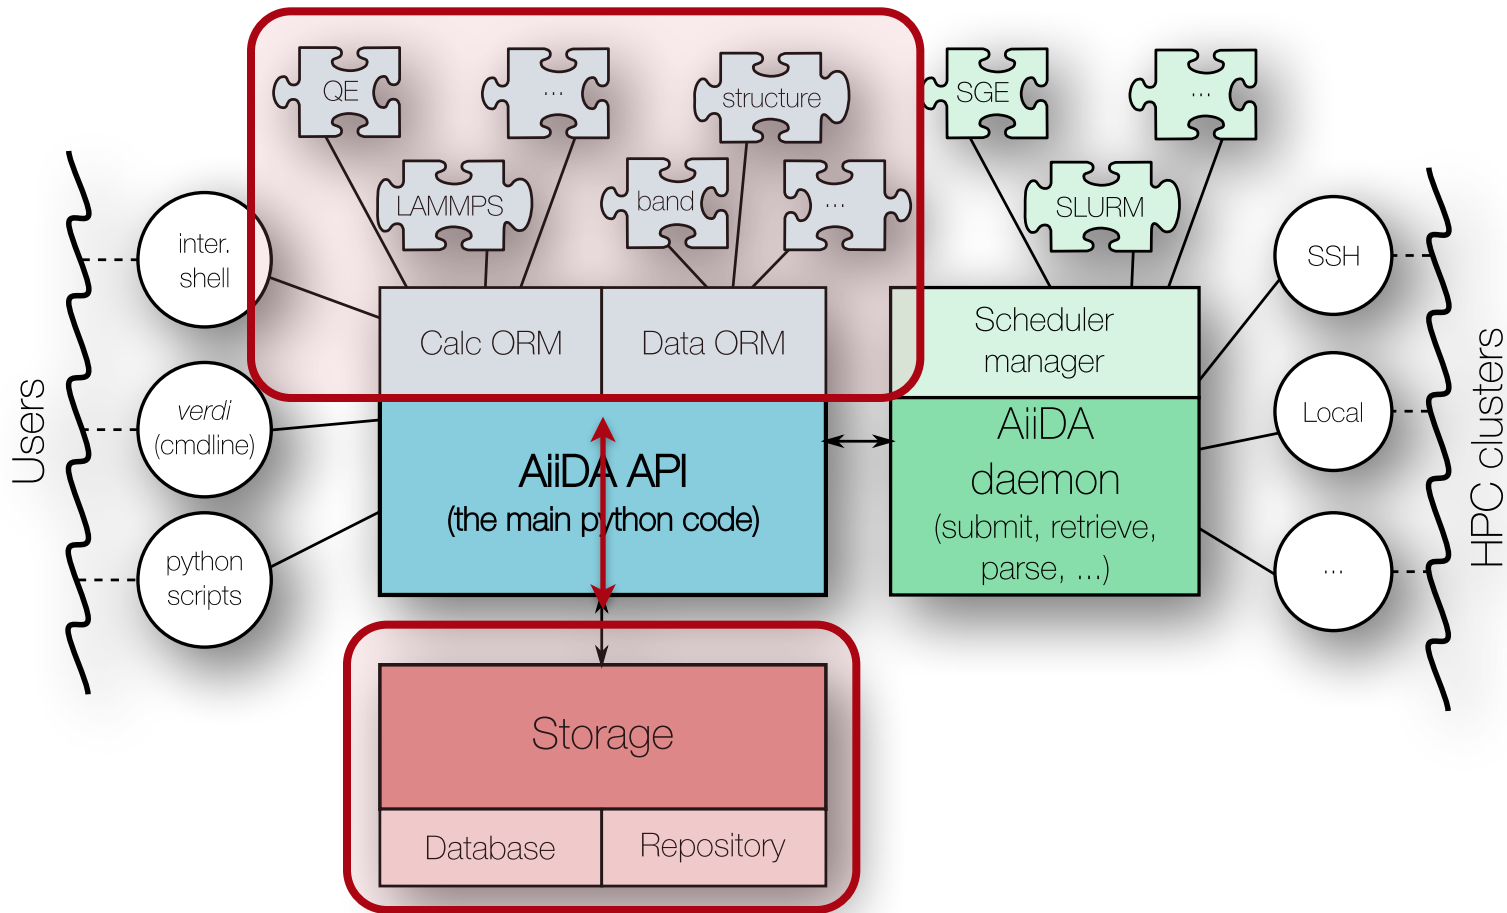 QE
...
structure
SGE
...
LAMMPS
band
...
SLURM
inter.
shell
SSH
Calc ORM
Data ORM
Scheduler
manager
Users
verdi
(cmdline)
AiiDA API
(the main python code)
AiiDA
daemon
(submit, retrieve,
parse, ...)
Local
HPC clusters
python
scripts
...
Storage
Database
Repository